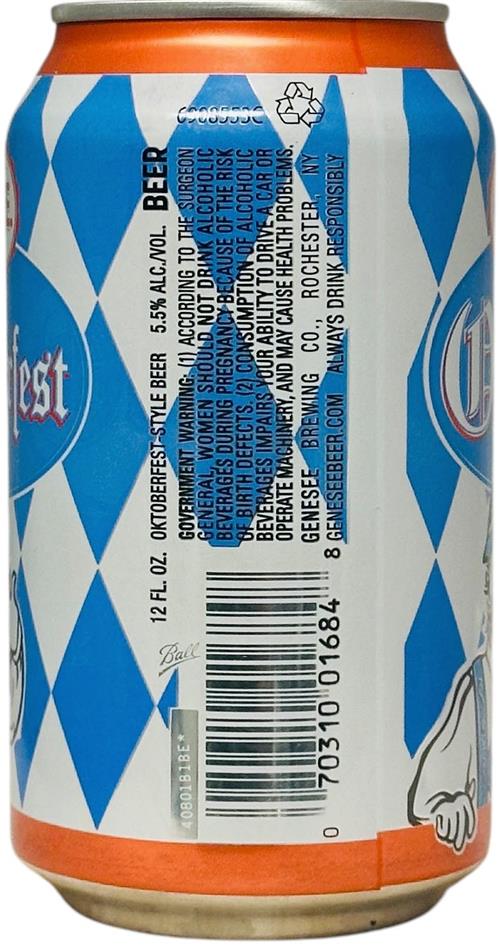 6908553C
12 FL. OZ. OKTOBERFEST-STYLE BEER 5.5% ALC./VOL. BEER
GOVERNMENT WARNING: (1) ACCORDING TO THE SURGEON
GENERAL, WOMEN SHOULD NOT DRINK ALCOHOLIC
BEVERAGES DURING PREGNANCY BECAUSE OF THE RISK
OF BIRTH DEFECTS. (2) CONSUMPTION OF ALCOHOLIC
BEVERAGES IMPAIRS YOUR ABILITY TO DRIVE A CAR OR
OPERATE MACHINERY, AND MAY CAUSE HEALTH PROBLEMS.
GENESEE BREWING CO., ROCHESTER, NY
GENESEEBEER.COM ALWAYS DRINK RESPONSIBLY
Ball
40801B1BE*
0 70310 01684 8
fest